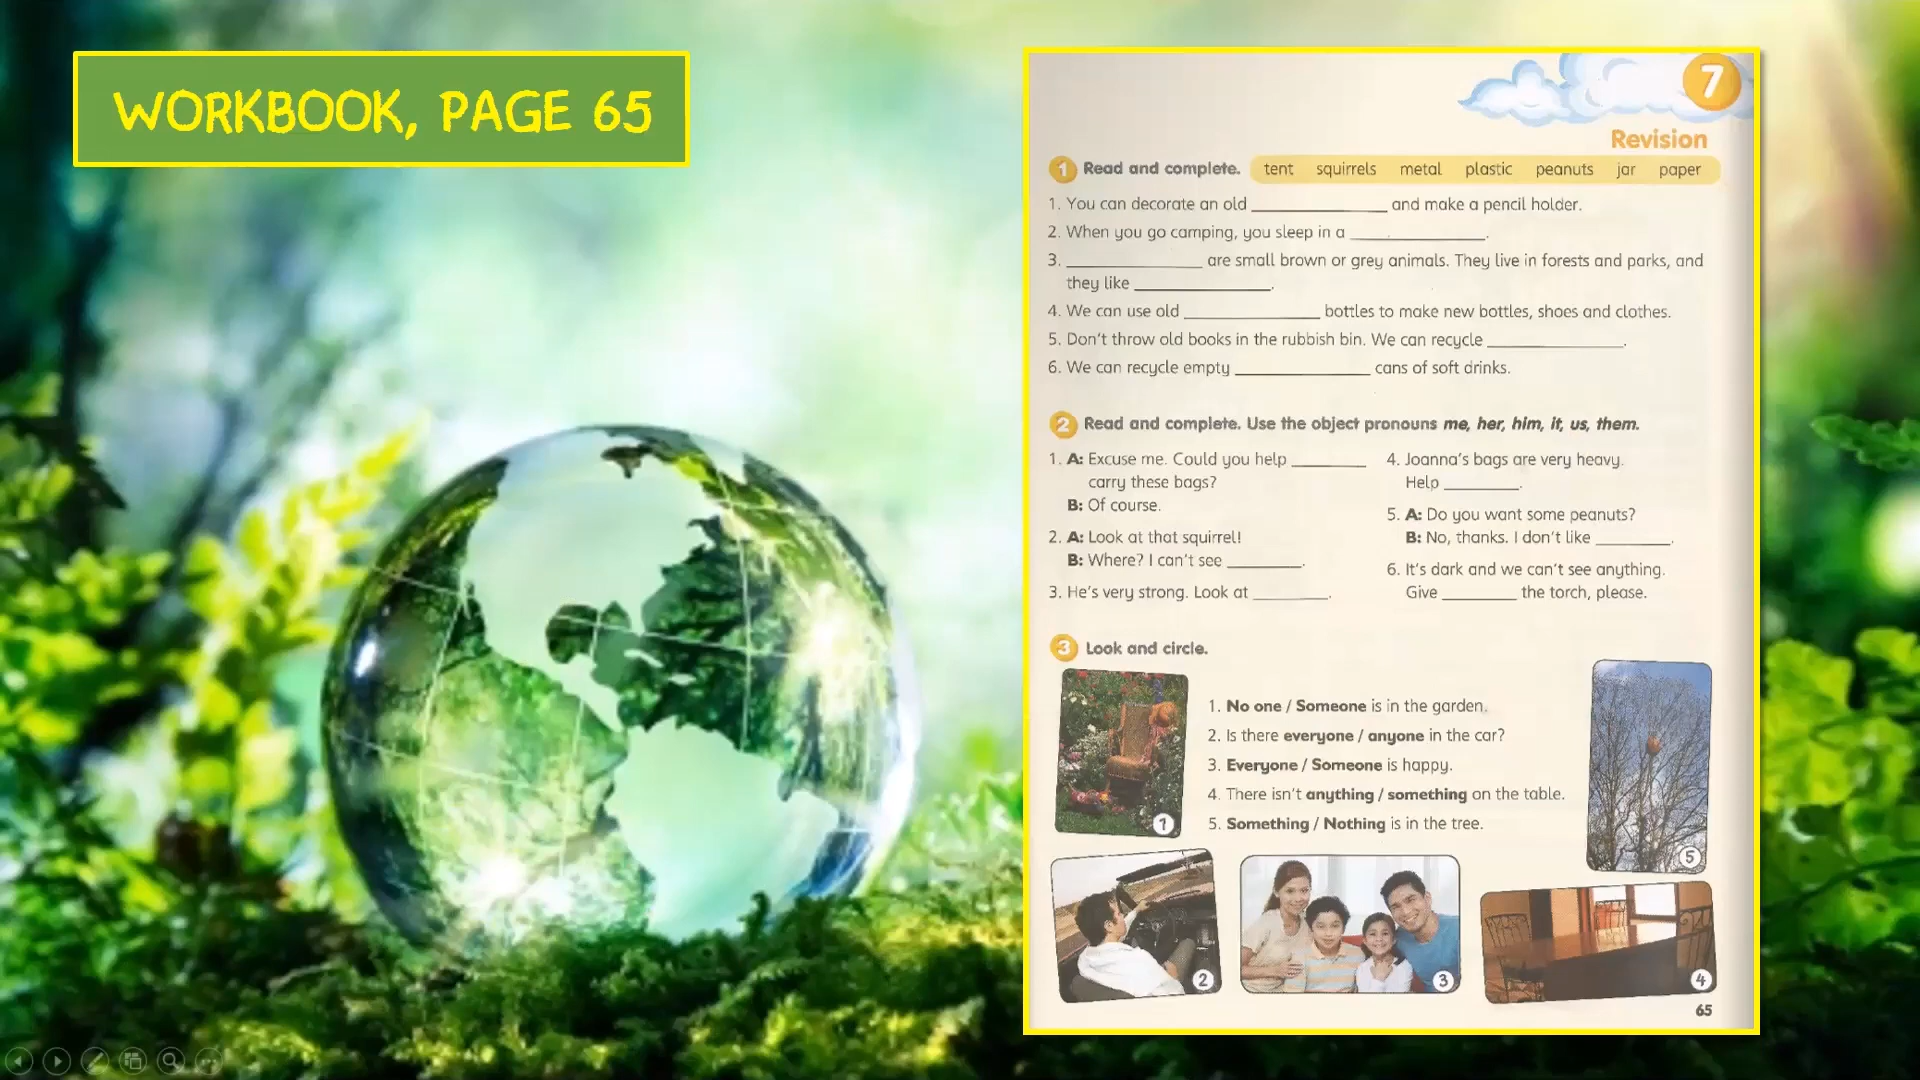 WORKBOOK, PAGE 65
7
Revision
1 Read and complete. tent squirrels metal plastic peanuts jar paper
1. You can decorate an old ____________ and make a pencil holder.
2. When you go camping, you sleep in a ____________.
3. ____________ are small brown or grey animals. They live in forests and parks, and
they like ____________.
4. We can use old ____________ bottles to make new bottles, shoes and clothes.
5. Don't throw old books in the rubbish bin. We can recycle ____________.
6. We can recycle empty ____________ cans of soft drinks.
2 Read and complete. Use the object pronouns me, her, him, it, us, them.
1. A: Excuse me. Could you help _______
carry these bags?
B: Of course.
2. A: Look at that squirrel!
B: Where? I can't see _______.
3. He's very strong. Look at _______.
4. Joanna's bags are very heavy.
Help _______.
5. A: Do you want some peanuts?
B: No, thanks. I don't like _______.
6. It's dark and we can't see anything.
Give _______ the torch, please.
3 Look and circle.
1. No one / Someone is in the garden.
2. Is there everyone / anyone in the car?
3. Everyone / Someone is happy.
4. There isn't anything / something on the table.
5. Something / Nothing is in the tree.
1
5
2
3
4
65